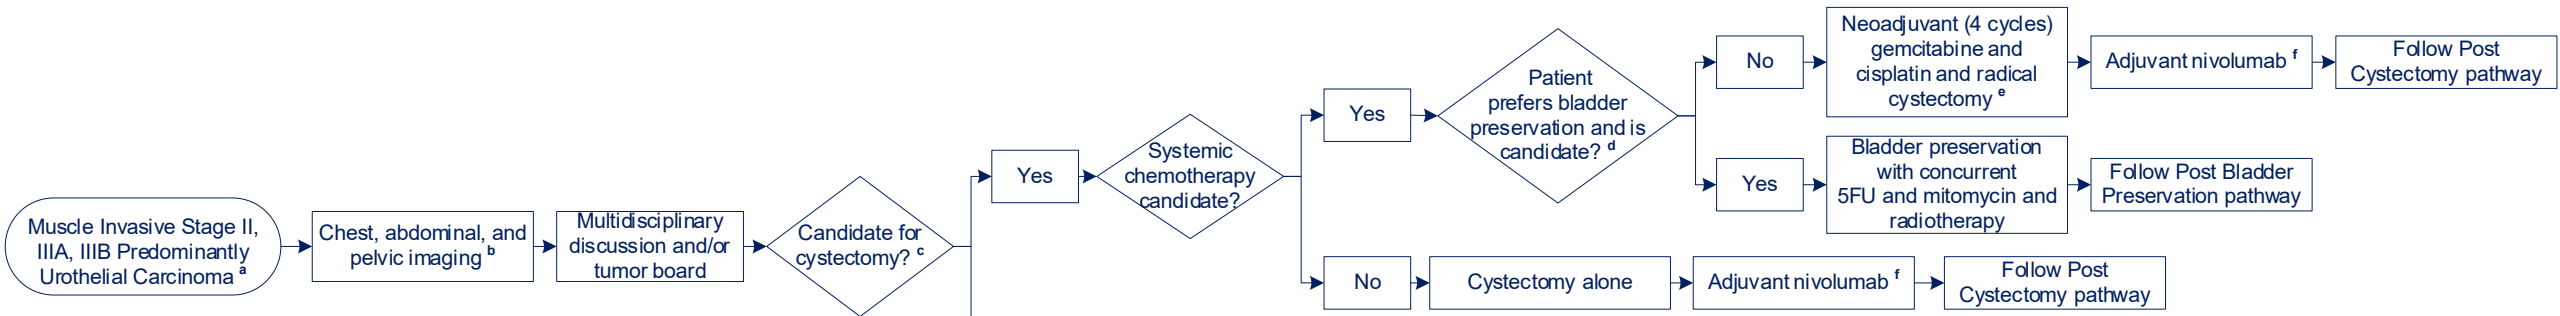 Muscle Invasive Stage II,
IIIA, IIIB Predominantly
Urothelial Carcinoma a
Chest, abdominal, and
pelvic imaging b
Multidisciplinary
discussion and/or
tumor board
Candidate for
cystectomy? c
Yes
Systemic
chemotherapy
candidate?
Yes
Patient
prefers bladder
preservation and is
candidate? d
No
Neoadjuvant (4 cycles)
gemcitabine and
cisplatin and radical
cystectomy e
Adjuvant nivolumab f
Follow Post
Cystectomy pathway
Yes
Bladder preservation
with concurrent
5FU and mitomycin and
radiotherapy
Follow Post Bladder
Preservation pathway
No
Cystectomy alone
Adjuvant nivolumab f
Follow Post
Cystectomy pathway